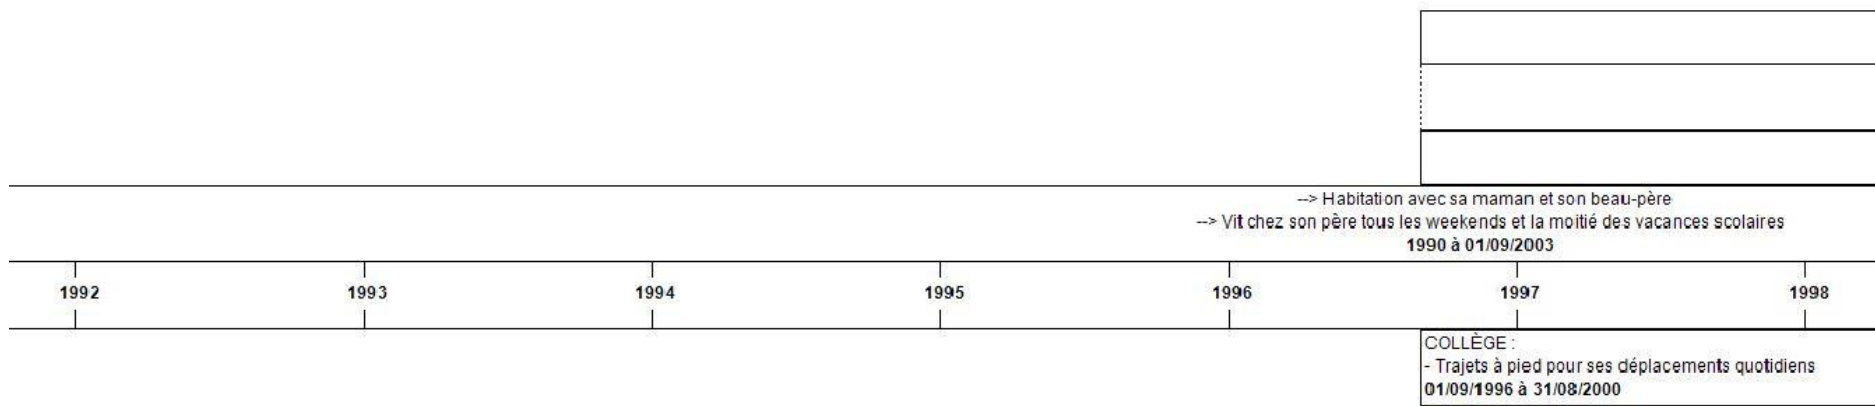 --> Habitation avec sa maman et son beau-père
--> Vit chez son père tous les weekends et la moitié des vacances scolaires
1990 à 01/09/2003
1992 1993 1994 1995 1996 1997 1998
COLLÈGE :
- Trajets à pied pour ses déplacements quotidiens
01/09/1996 à 31/08/2000